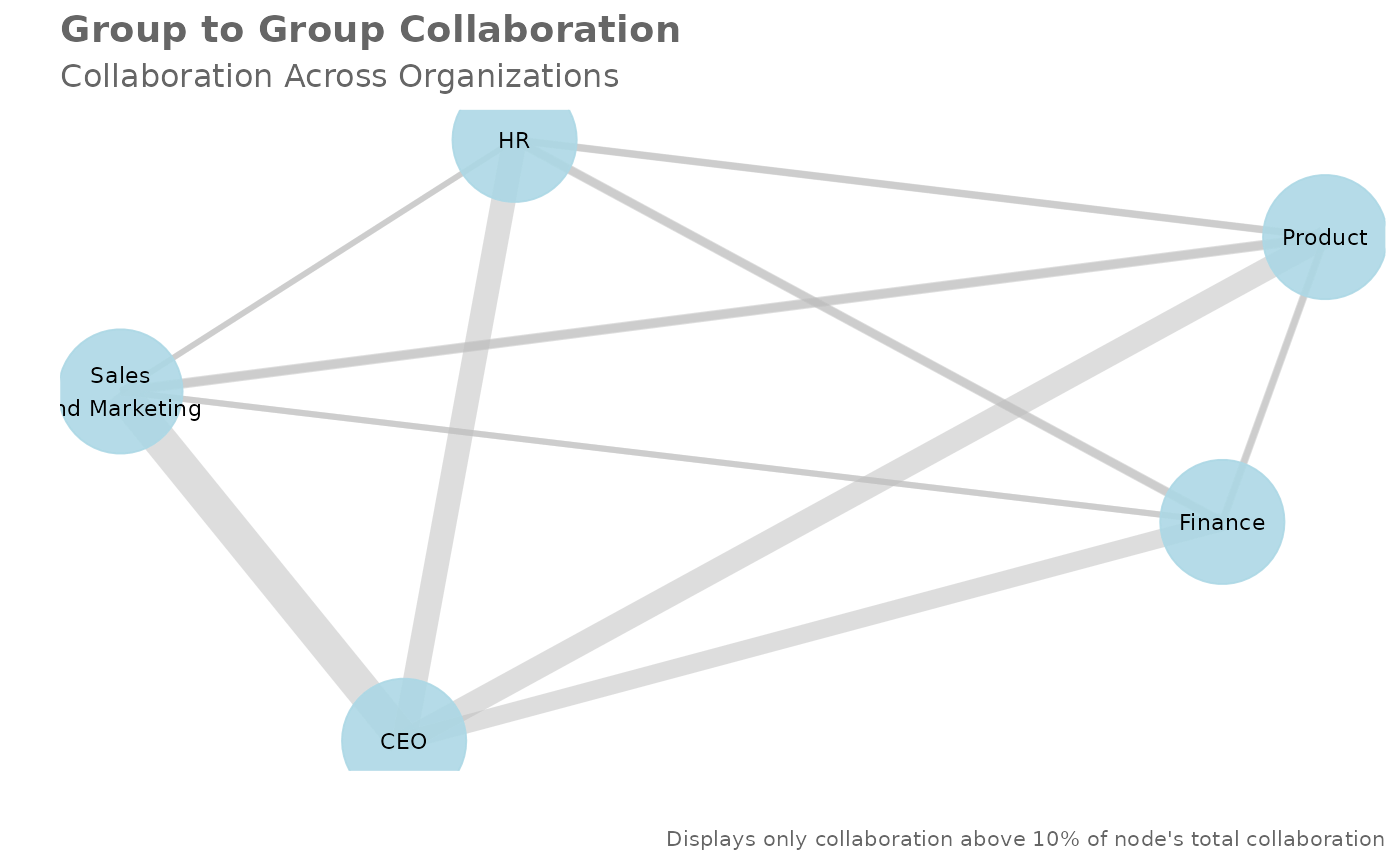 Group to Group Collaboration
Collaboration Across Organizations
HR
Product
Sales
nd Marketing
Finance
CEO
Displays only collaboration above 10% of node's total collaboration